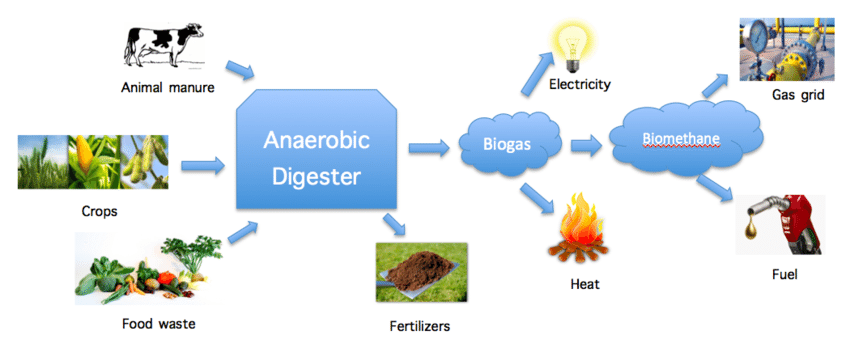 Animal manure
Crops
Food waste
Anaerobic
Digester
Fertilizers
Biogas
Electricity
Heat
Biomethane
Gas grid
Fuel